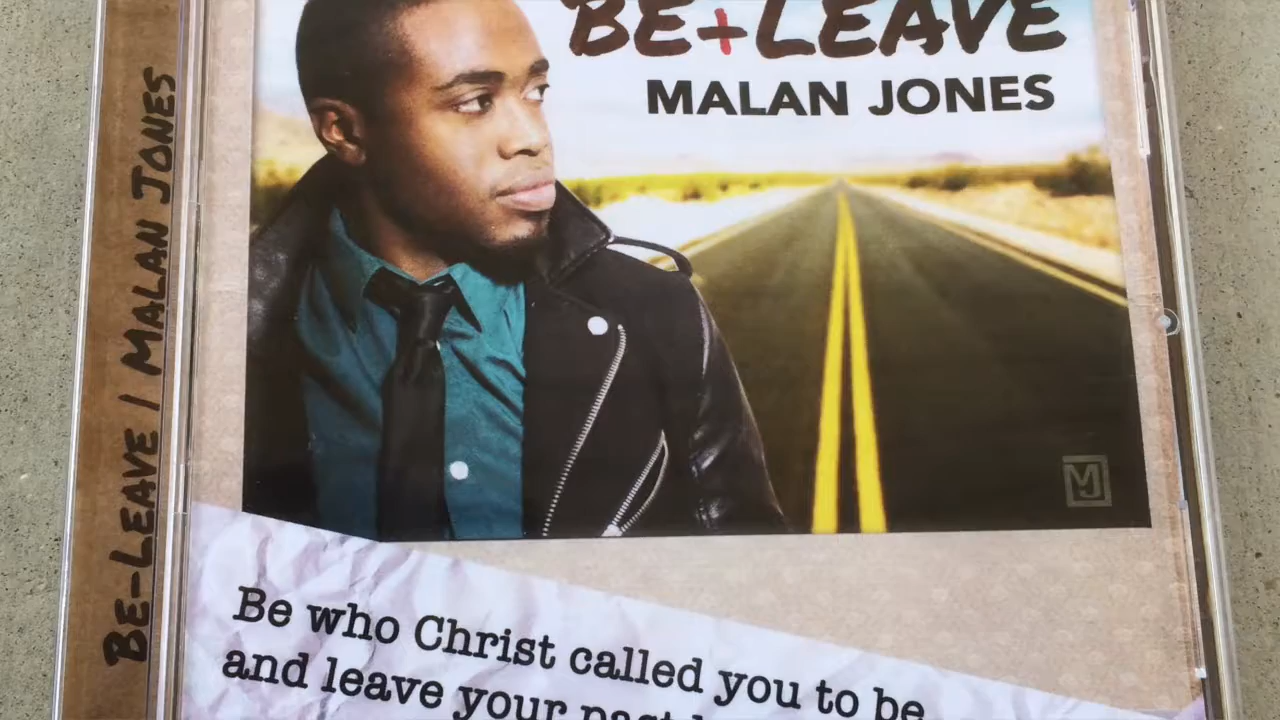 BE+LEAVE
MALAN JONES
MJ
BE-LEAVE / MALAN JONES
Be who Christ called you to be
and leave your past